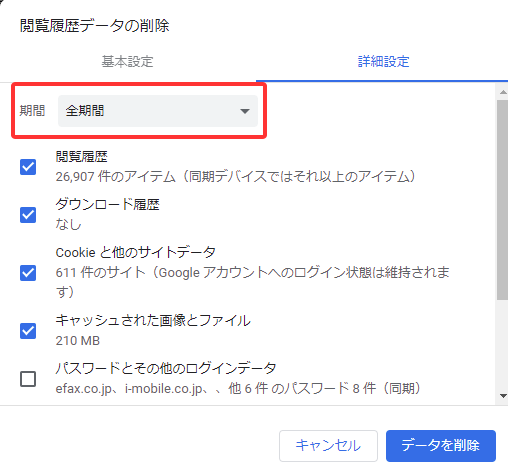 閲覧履歴データの削除
基本設定
詳細設定
期間 全期間
閲覧履歴
26,907 件のアイテム（同期デバイスではそれ以上のアイテム）
ダウンロード履歴
なし
Cookie と他のサイトデータ
611 件のサイト（Google アカウントへのログイン状態は維持されま
す）
キャッシュされた画像とファイル
210 MB
パスワードとその他のログインデータ
efax.co.jp、i-mobile.co.jp、、他 6 件 のパスワード 8 件（同期）
キャンセル
データを削除